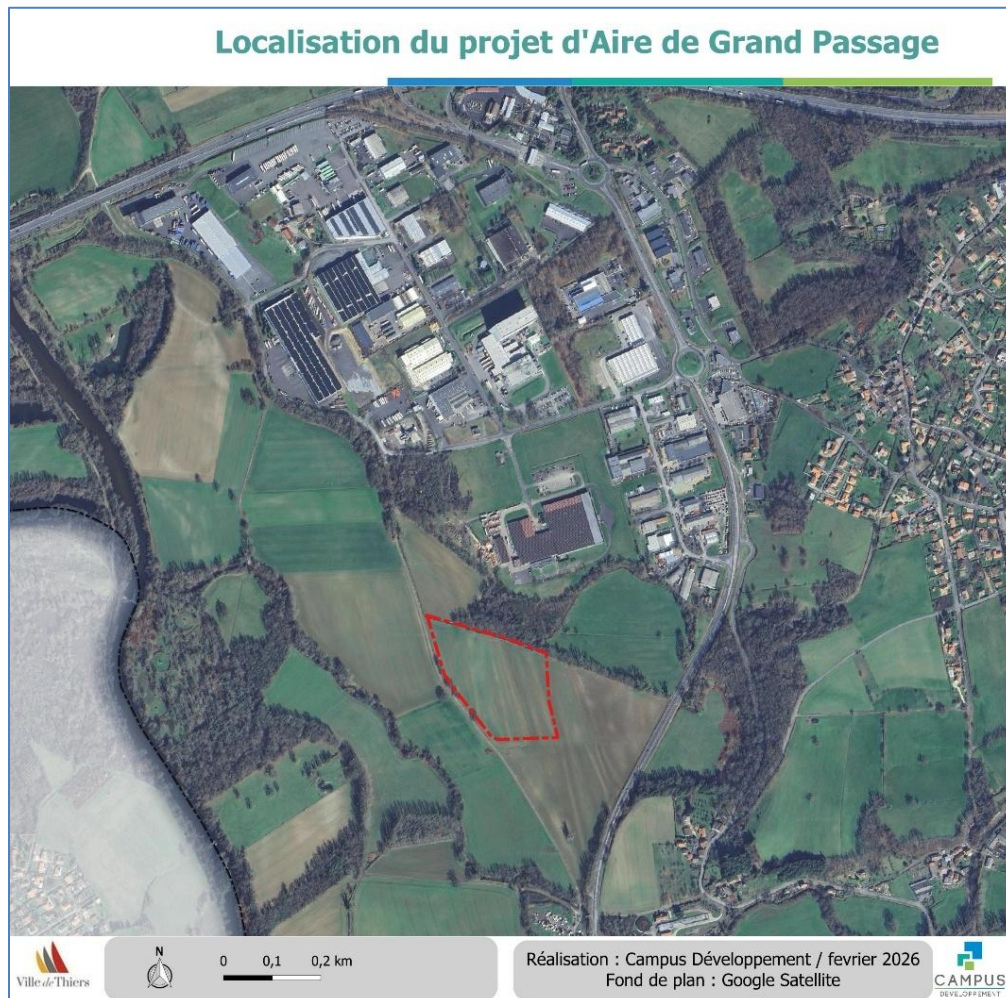 Localisation du projet d'Aire de Grand Passage
Ville de Thiers
N
0 0,1 0,2 km
Réalisation : Campus Développement / fevrier 2026
Fond de plan : Google Satellite
CAMPUS
DÉVELOPPEMENT